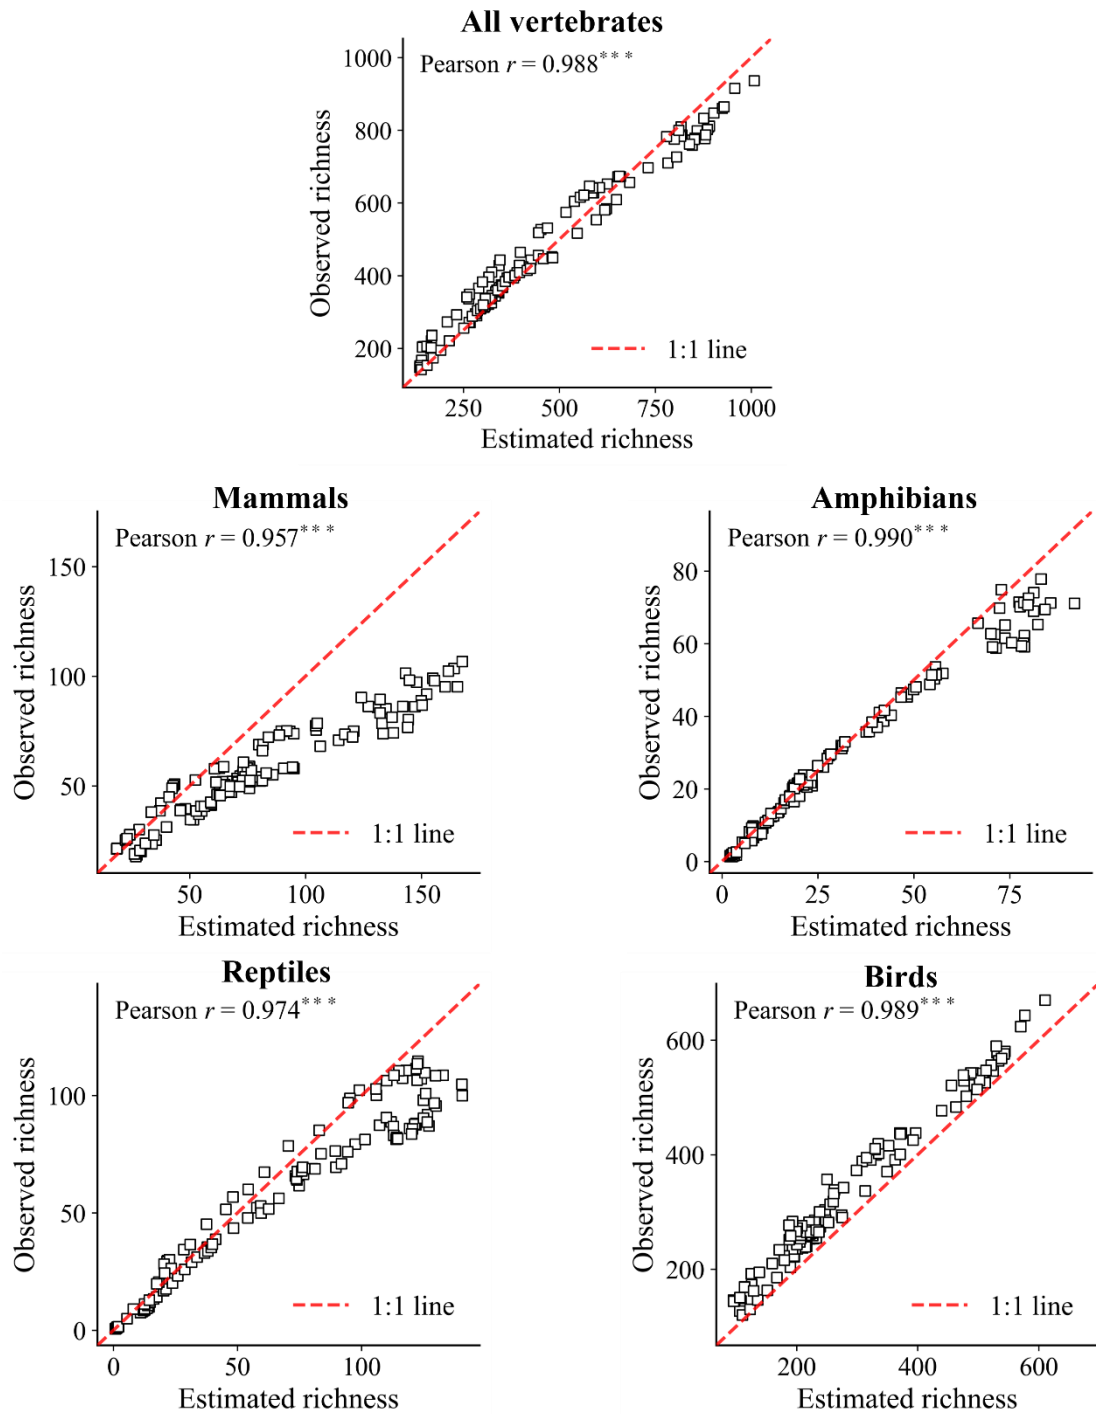 All vertebrates
Pearson r = 0.988***
1000
800
600
400
200
Observed richness
1:1 line
250 500 750 1000
Estimated richness
Mammals
Pearson r = 0.957***
150
100
50
Observed richness
1:1 line
50 100 150
Estimated richness
Amphibians
Pearson r = 0.990***
80
60
40
20
0
Observed richness
1:1 line
0 25 50 75
Estimated richness
Reptiles
Pearson r = 0.974***
100
50
0
Observed richness
1:1 line
0 50 100
Estimated richness
Birds
Pearson r = 0.989***
600
400
200
Observed richness
1:1 line
200 400 600
Estimated richness